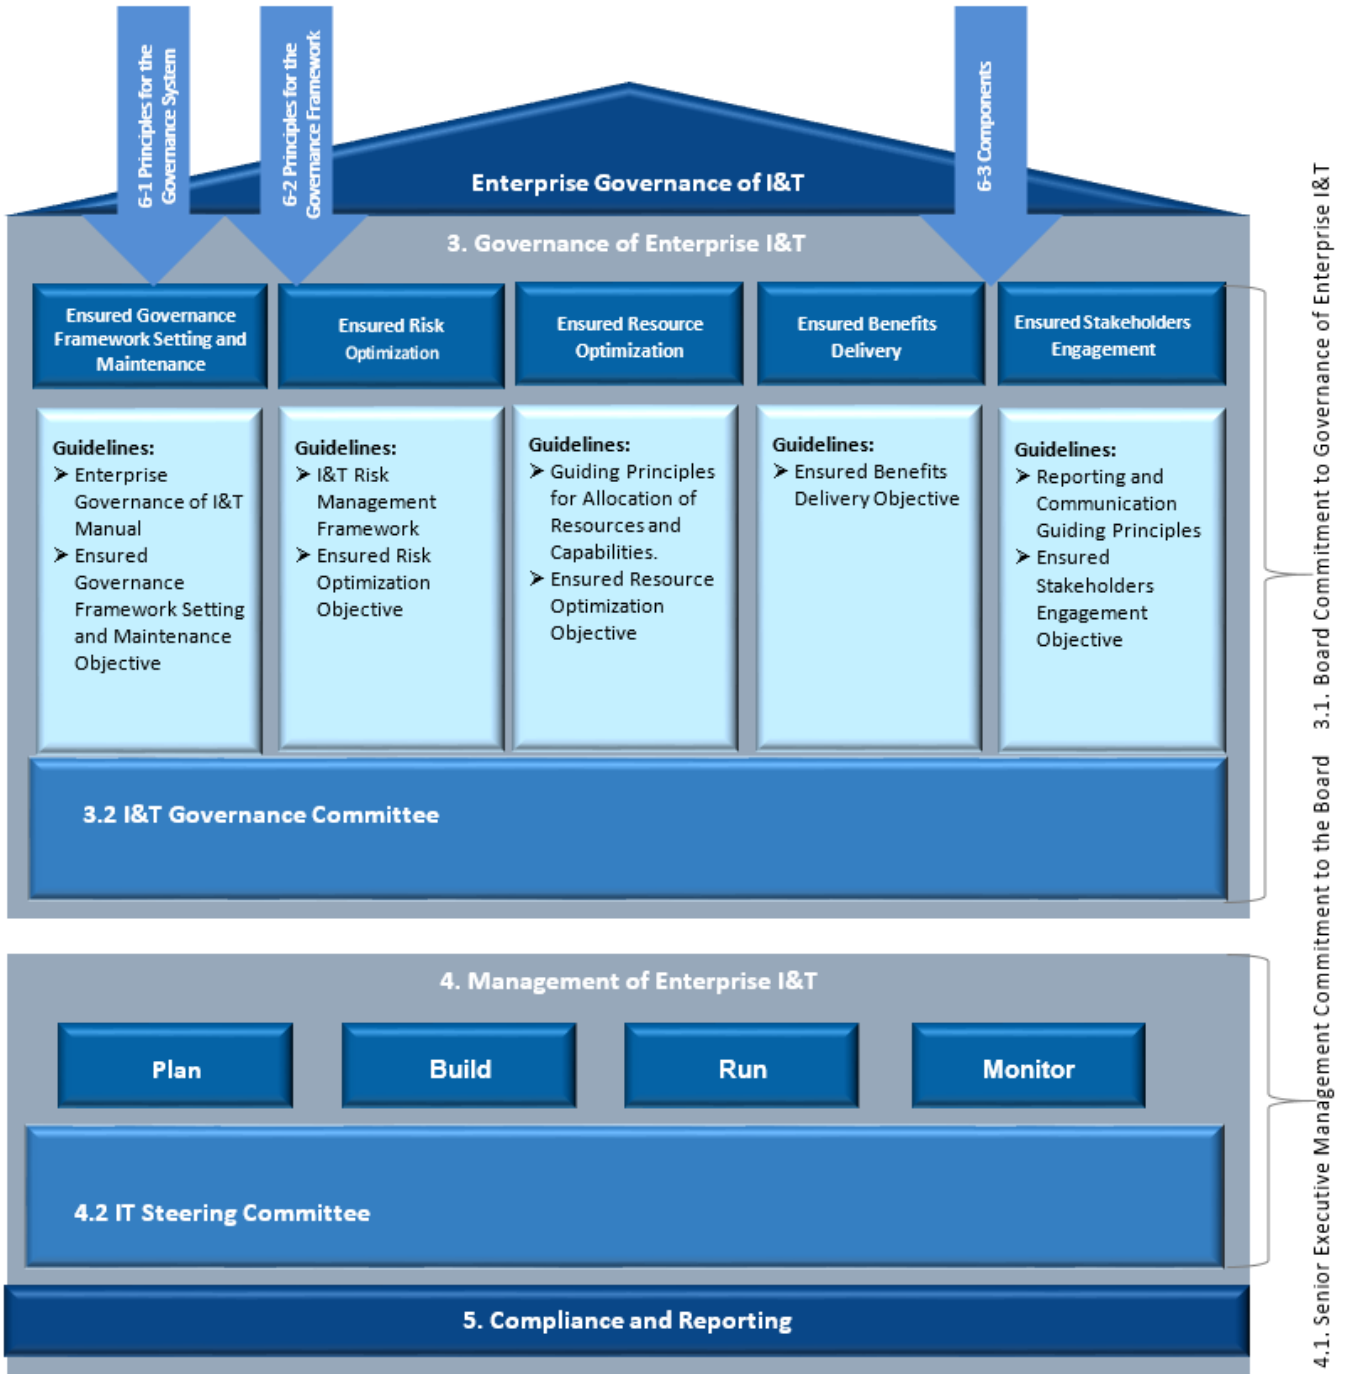 6-1 Principles for the
Governance System
6-2 Principles for the
Governance Framework
6-3 Components
Enterprise Governance of I&T
3. Governance of Enterprise I&T
Ensured Governance
Framework Setting and
Maintenance
Ensured Risk
Optimization
Ensured Resource
Optimization
Ensured Benefits
Delivery
Ensured Stakeholders
Engagement
Guidelines:
➢ Enterprise
Governance of I&T
Manual
➢ Ensured
Governance
Framework Setting
and Maintenance
Objective
Guidelines:
➢ I&T Risk
Management
Framework
➢ Ensured Risk
Optimization
Objective
Guidelines:
➢ Guiding Principles
for Allocation of
Resources and
Capabilities.
➢ Ensured Resource
Optimization
Objective
Guidelines:
➢ Ensured Benefits
Delivery Objective
Guidelines:
➢ Reporting and
Communication
Guiding Principles
➢ Ensured
Stakeholders
Engagement
Objective
3.2 I&T Governance Committee
3.1. Board Commitment to Governance of Enterprise I&T
4. Management of Enterprise I&T
Plan
Build
Run
Monitor
4.2 IT Steering Committee
4.1. Senior Executive Management Commitment to the Board
5. Compliance and Reporting